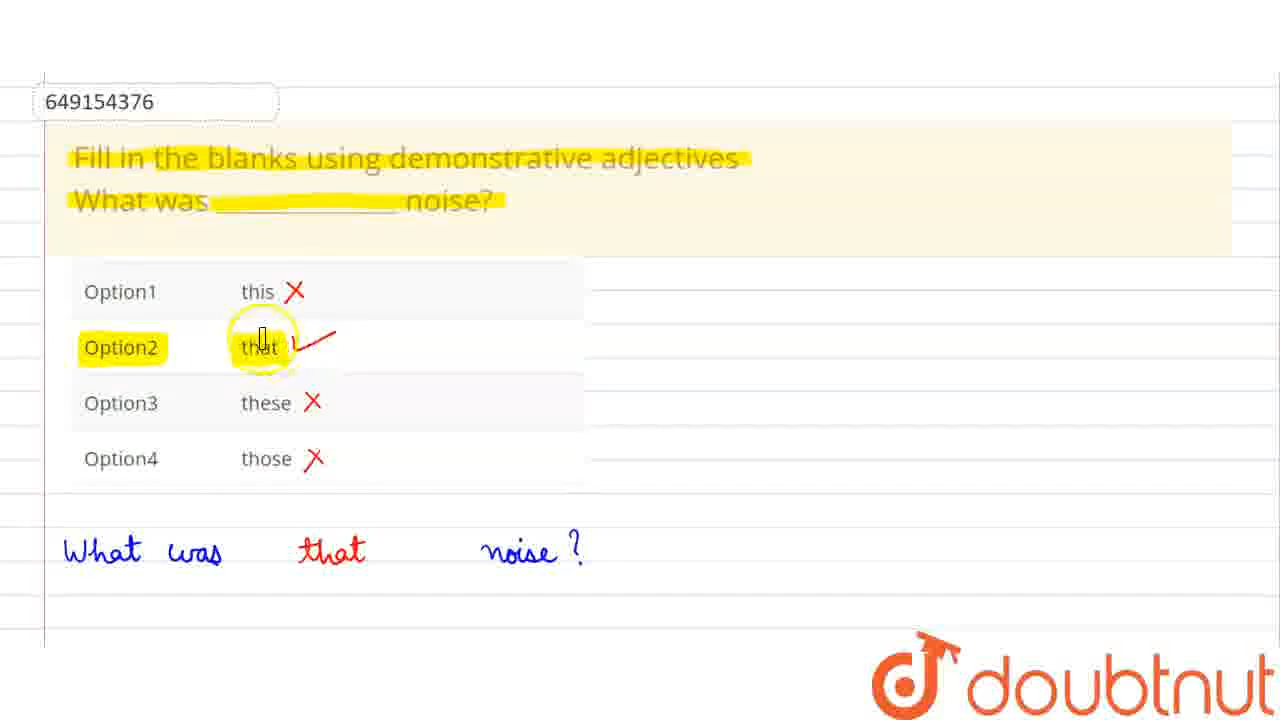 649154376
Fill in the blanks using demonstrative adjectives
What was ______________ noise?
Option1 this
Option2 that
Option3 these
Option4 those
What was that noise?
doubtnut